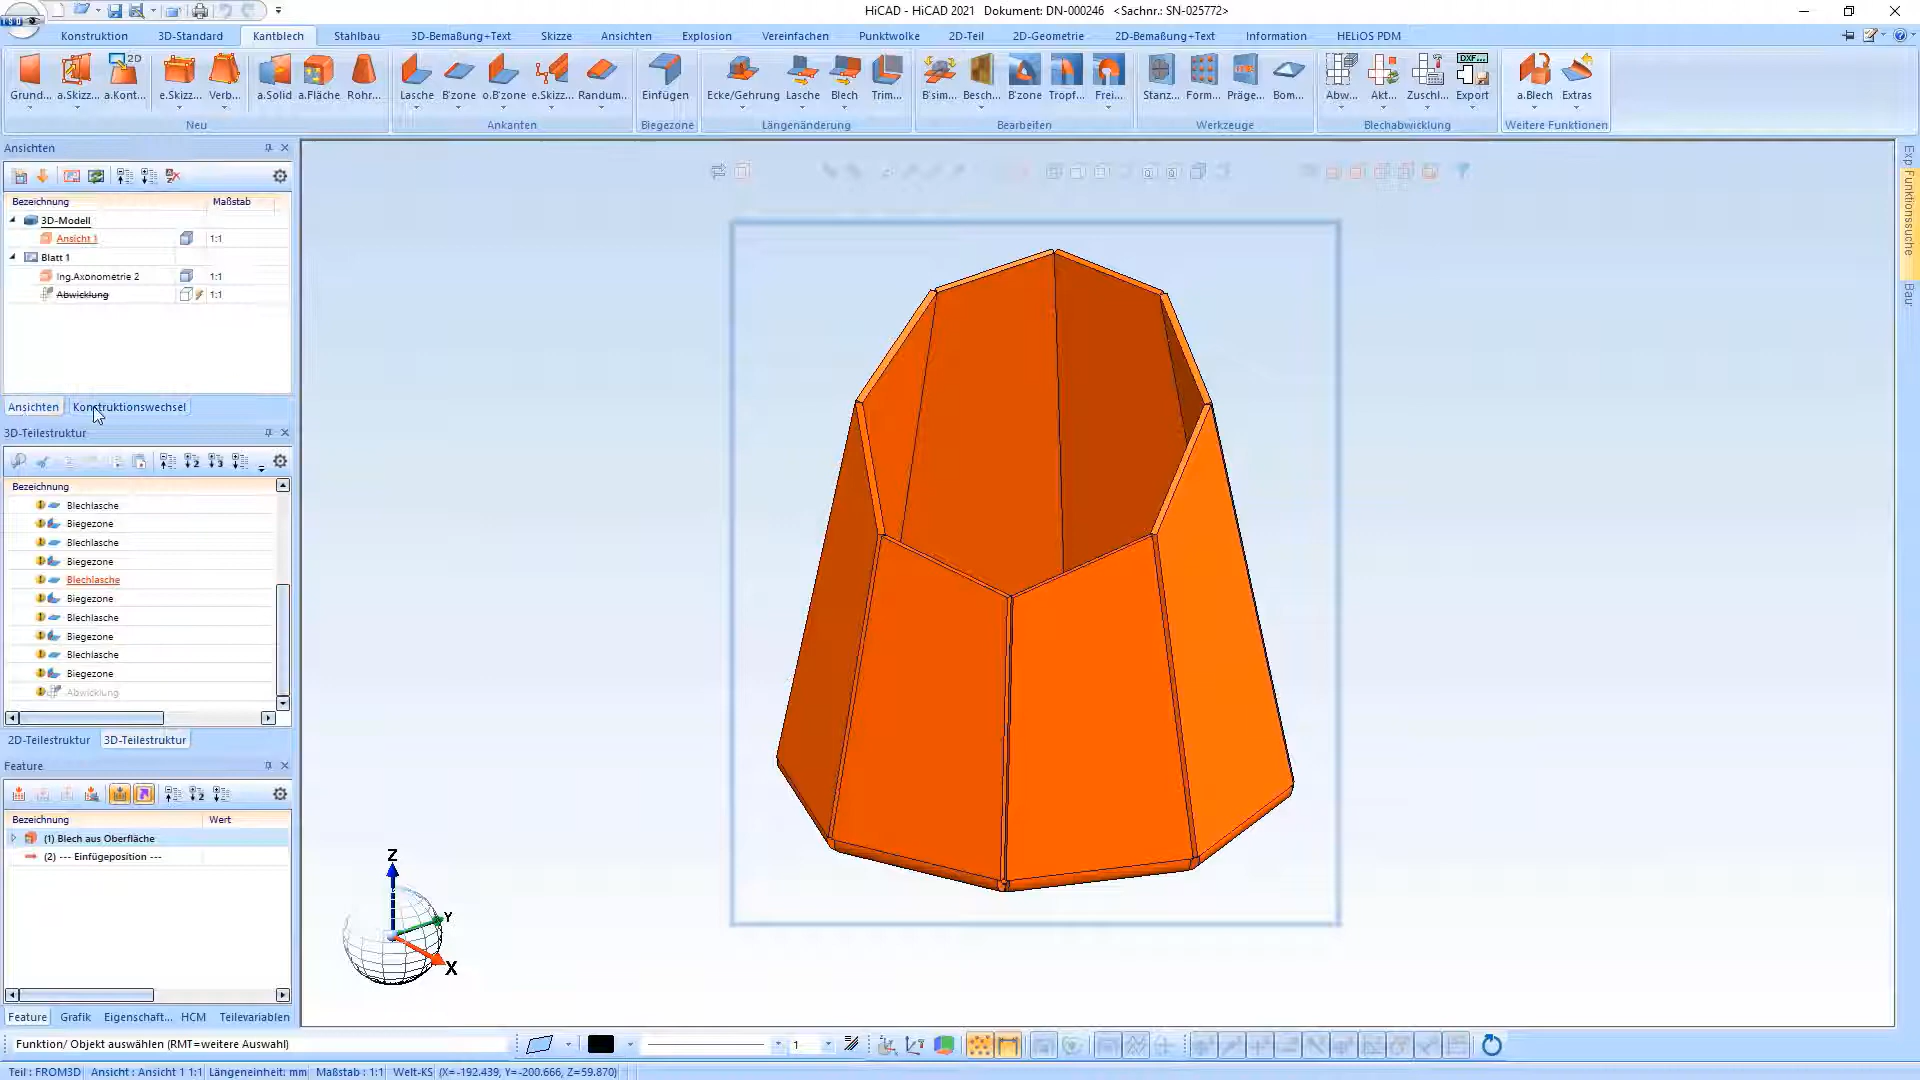 HiCAD - HiCAD 2021 Dokument: DN-000246 <Sachnr.: SN-025772>
ISD
Konstruktion 3D-Standard Kantblech Stahlbau 3D-Bemaßung+Text Skizze Ansichten Explosion Vereinfachen Punktwolke 2D-Teil 2D-Geometrie 2D-Bemaßung+Text Information HELiOS PDM
2D DXF...
Grund... a.Skizz... a.Kont... e.Skizz... Verb... a.Solid a.Fläche Rohr... Lasche B'zone o.B'zone e.Skizz... Randum... Einfügen Ecke/Gehrung Lasche Blech Trim... B'sim... Besch... B'zone Tropf... Frei... Stanz... Form... Präge... Bom... Abw... Akt... Zuschl... Export a.Blech Extras
Neu Ankanten Biegezone Längenänderung Bearbeiten Werkzeuge Blechabwicklung Weitere Funktionen
Ansichten
Bezeichnung Maßstab
3D-Modell
Ansicht 1 1:1
Blatt 1
Ing.Axonometrie 2 1:1
Abwicklung 1:1
Ansichten Konstruktionswechsel
3D-Teilestruktur
Bezeichnung
Blechlasche
Biegezone
Blechlasche
Biegezone
Blechlasche
Biegezone
Blechlasche
Biegezone
Blechlasche
Biegezone
Abwicklung
2D-Teilestruktur 3D-Teilestruktur
Feature
Bezeichnung Wert
(1) Blech aus Oberfläche
(2) --- Einfügeposition ---
Feature Grafik Eigenschaft... HCM Teilevariablen
Z
Y
X
Exp
Funktionssuche
Funktion/ Objekt auswählen (RMT=weitere Auswahl)
1
Teil : FROM3D Ansicht : Ansicht 1 1:1 Längeneinheit: mm Maßstab : 1:1 Welt-KS (X=-192.439, Y=-200.666, Z=59.870)